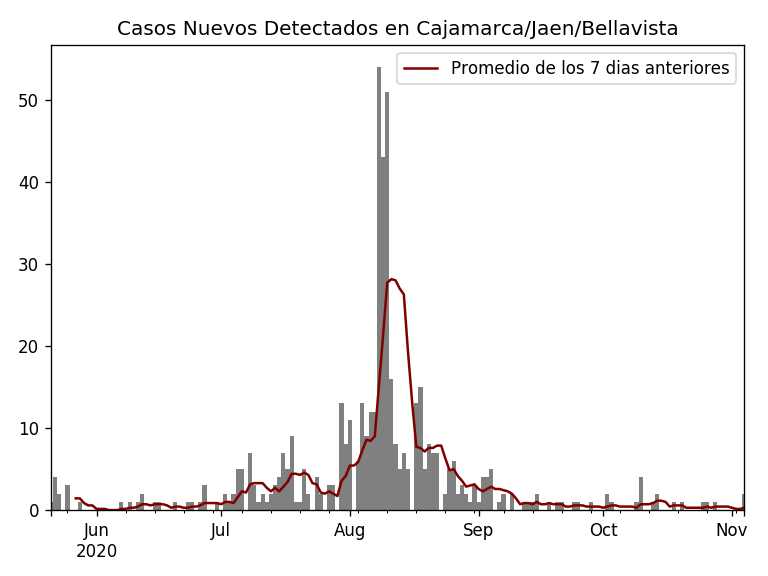 Casos Nuevos Detectados en Cajamarca/Jaen/Bellavista
Promedio de los 7 dias anteriores
50
40
30
20
10
0
Jun Jul Aug Sep Oct Nov
2020